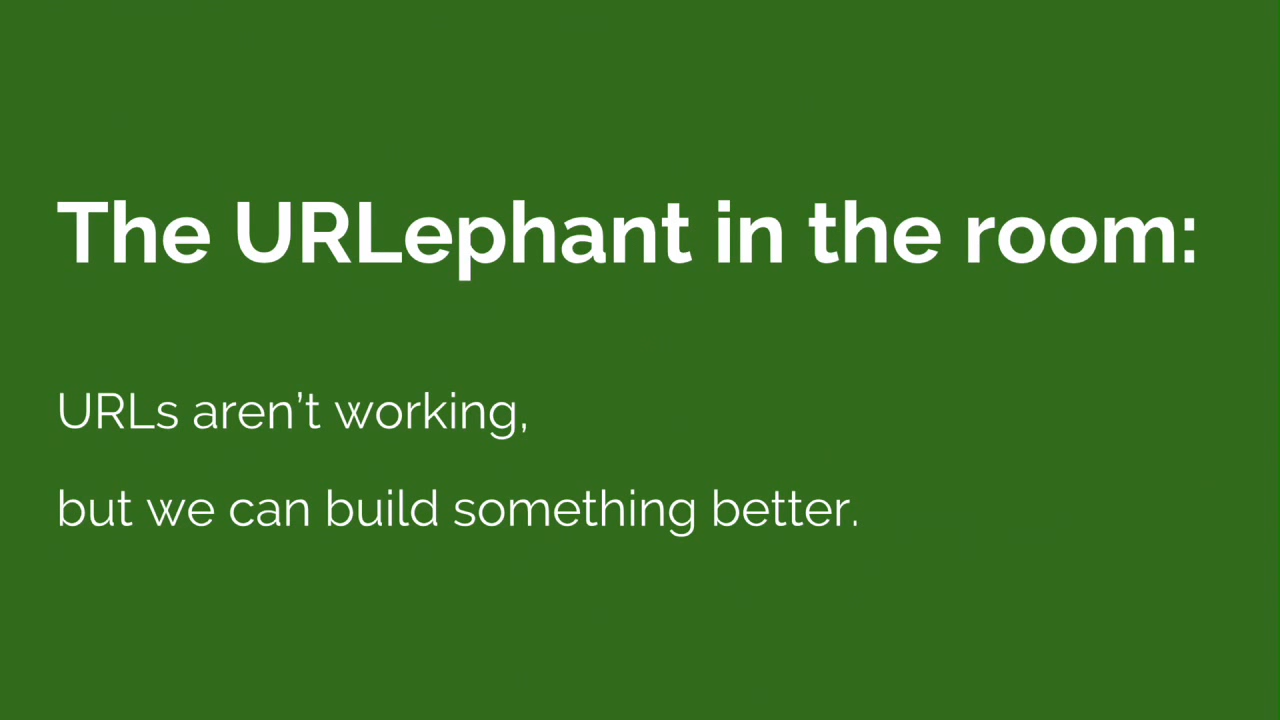 The URLephant in the room:
URLs aren’t working,
but we can build something better.